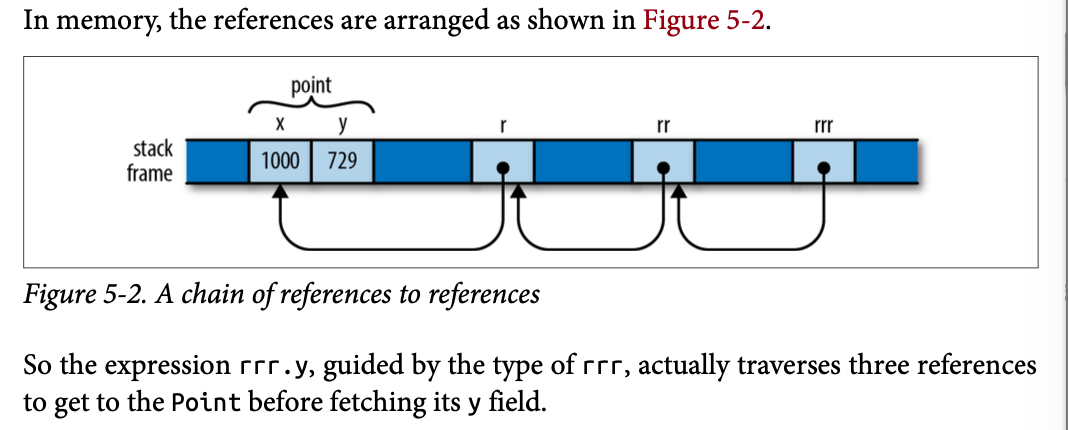 In memory, the references are arranged as shown in Figure 5-2.
point
x y r rr rrr
stack
frame
1000 729
Figure 5-2. A chain of references to references
So the expression rrr.y, guided by the type of rrr, actually traverses three references
to get to the Point before fetching its y field.